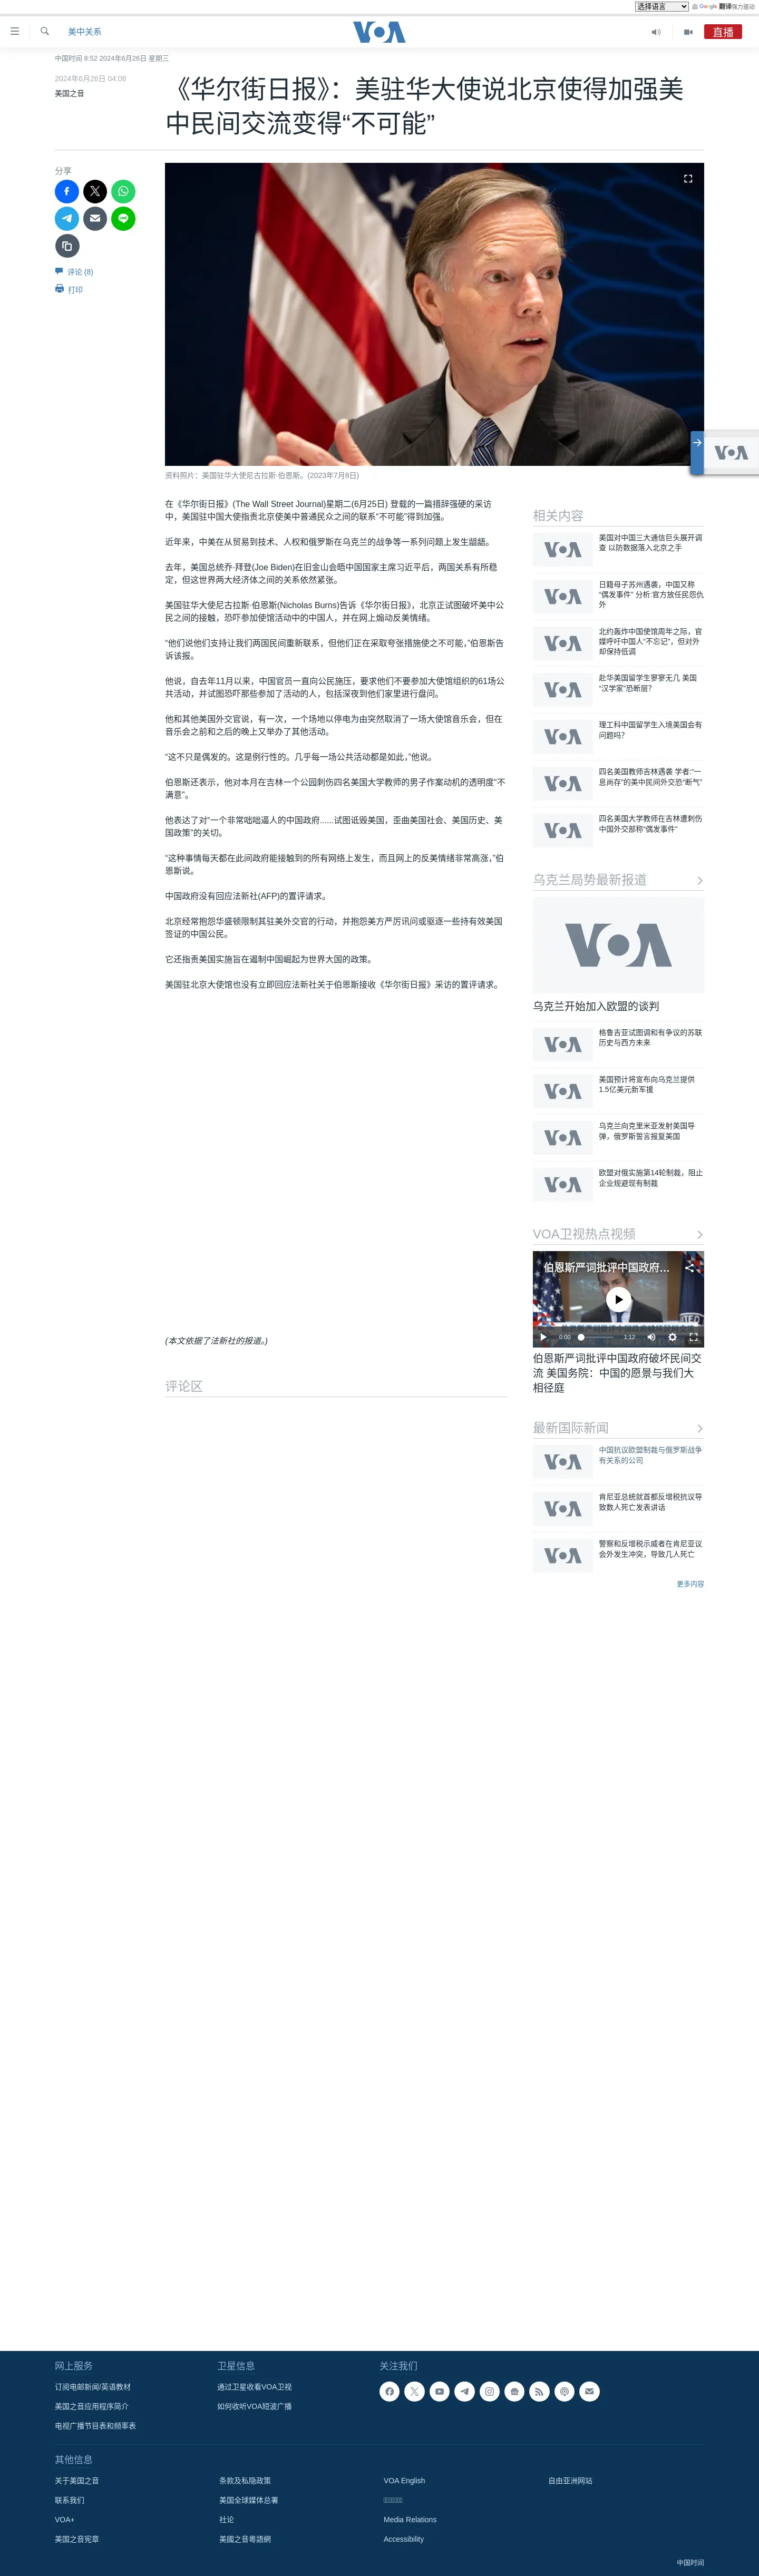 选择语言
由 Google 翻译强力驱动
美中关系
VOA
直播
中国时间 8:52 2024年6月26日 星期三
2024年6月26日 04:08
美国之音
《华尔街日报》：美驻华大使说北京使得加强美
中民间交流变得“不可能”
分享
评论 (8)
打印
资料照片：美国驻华大使尼古拉斯·伯恩斯。(2023年7月8日)
VOA
在《华尔街日报》(The Wall Street Journal)星期二(6月25日) 登载的一篇措辞强硬的采访
中，美国驻中国大使指责北京使美中普通民众之间的联系“不可能”得到加强。
近年来，中美在从贸易到技术、人权和俄罗斯在乌克兰的战争等一系列问题上发生龃龉。
去年，美国总统乔·拜登(Joe Biden)在旧金山会晤中国国家主席习近平后，两国关系有所稳
定，但这世界两大经济体之间的关系依然紧张。
美国驻华大使尼古拉斯·伯恩斯(Nicholas Burns)告诉《华尔街日报》，北京正试图破坏美中公
民之间的接触，恐吓参加使馆活动中的中国人，并在网上煽动反美情绪。
“他们说他们支持让我们两国民间重新联系，但他们正在采取夸张措施使之不可能，”伯恩斯告
诉该报。
他说，自去年11月以来，中国官员一直向公民施压，要求他们不要参加大使馆组织的61场公
共活动，并试图恐吓那些参加了活动的人，包括深夜到他们家里进行盘问。
他和其他美国外交官说，有一次，一个场地以停电为由突然取消了一场大使馆音乐会，但在
音乐会之前和之后的晚上又举办了其他活动。
“这不只是偶发的。这是例行性的。几乎每一场公共活动都是如此，”他说。
伯恩斯还表示，他对本月在吉林一个公园刺伤四名美国大学教师的男子作案动机的透明度“不
满意”。
他表达了对“一个非常咄咄逼人的中国政府......试图诋毁美国，歪曲美国社会、美国历史、美
国政策”的关切。
“这种事情每天都在此间政府能接触到的所有网络上发生，而且网上的反美情绪非常高涨，”伯
恩斯说。
中国政府没有回应法新社(AFP)的置评请求。
北京经常抱怨华盛顿限制其驻美外交官的行动，并抱怨美方严厉讯问或驱逐一些持有效美国
签证的中国公民。
它还指责美国实施旨在遏制中国崛起为世界大国的政策。
美国驻北京大使馆也没有立即回应法新社关于伯恩斯接收《华尔街日报》采访的置评请求。
(本文依据了法新社的报道。)
评论区
相关内容
VOA
美国对中国三大通信巨头展开调
查 以防数据落入北京之手
VOA
日籍母子苏州遇袭，中国又称
“偶发事件” 分析:官方放任民怨仇
外
VOA
北约轰炸中国使馆周年之际，官
媒呼吁中国人“不忘记”，但对外
却保持低调
VOA
赴华美国留学生寥寥无几 美国
“汉学家”恐断层?
VOA
理工科中国留学生入境美国会有
问题吗?
VOA
四名美国教师吉林遇袭 学者:“一
息尚存”的美中民间外交恐“断气”
VOA
四名美国大学教师在吉林遭刺伤
中国外交部称“偶发事件”
乌克兰局势最新报道
VOA
乌克兰开始加入欧盟的谈判
VOA
格鲁吉亚试图调和有争议的苏联
历史与西方未来
VOA
美国预计将宣布向乌克兰提供
1.5亿美元新军援
VOA
乌克兰向克里米亚发射美国导
弹，俄罗斯誓言报复美国
VOA
欧盟对俄实施第14轮制裁，阻止
企业规避现有制裁
VOA卫视热点视频
伯恩斯严词批评中国政府...
0:00
1:12
伯恩斯严词批评中国政府破坏民间交
流 美国务院：中国的愿景与我们大
相径庭
最新国际新闻
VOA
中国抗议欧盟制裁与俄罗斯战争
有关系的公司
VOA
肯尼亚总统就首都反增税抗议导
致数人死亡发表讲话
VOA
警察和反增税示威者在肯尼亚议
会外发生冲突，导致几人死亡
更多内容
网上服务
订阅电邮新闻/英语教材
美国之音应用程序简介
电视广播节目表和频率表
卫星信息
通过卫星收看VOA卫视
如何收听VOA短波广播
关注我们
其他信息
关于美国之音
条款及私隐政策
VOA English
自由亚洲网站
联系我们
美国全球媒体总署
VOA+
社论
Media Relations
美国之音宪章
美國之音粵語網
Accessibility
中国时间